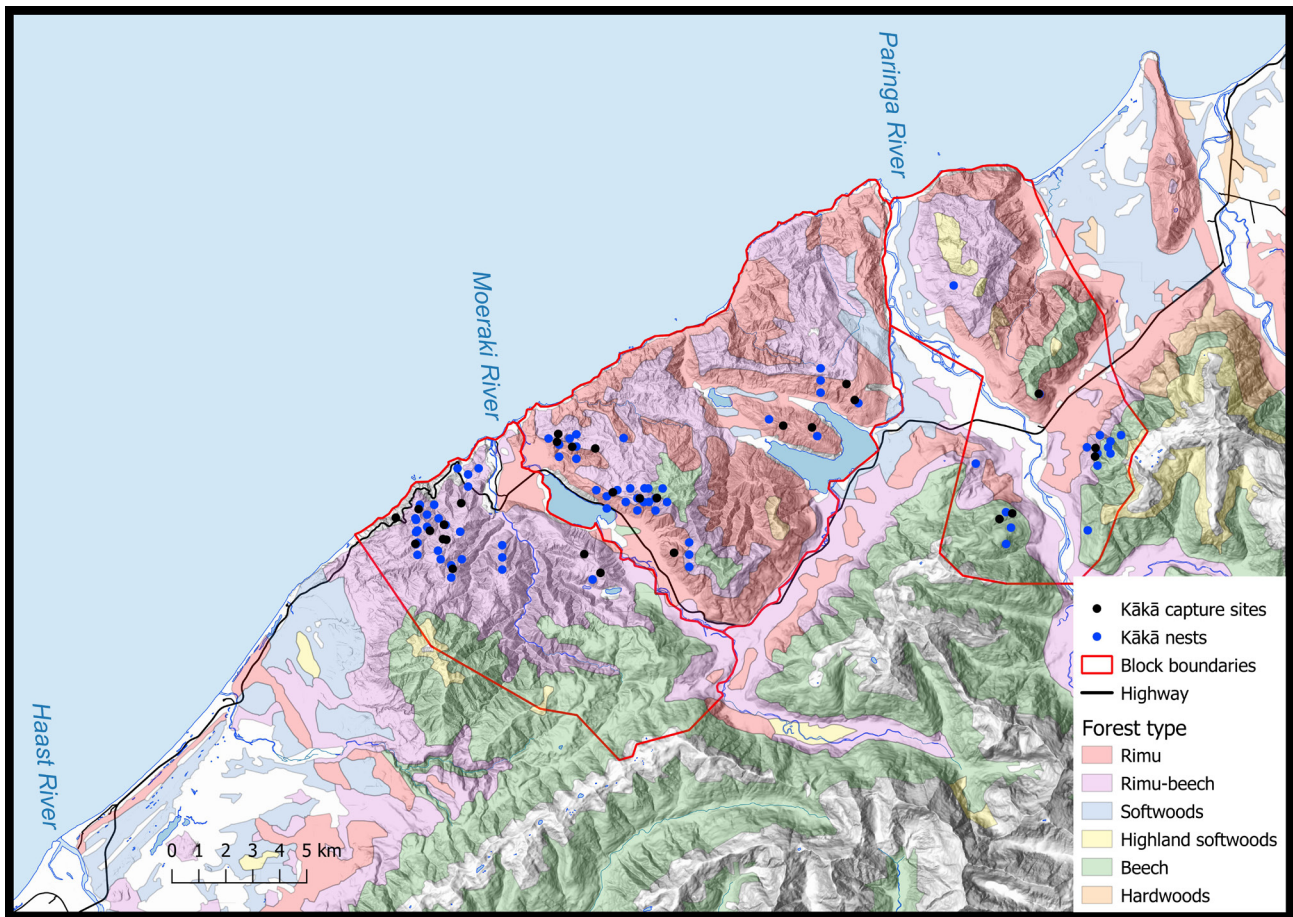 Paringa River
Moeraki River
Haast River
0 1 2 3 4 5 km
Kākā capture sites
Kākā nests
Block boundaries
Highway
Forest type
Rimu
Rimu-beech
Softwoods
Highland softwoods
Beech
Hardwoods